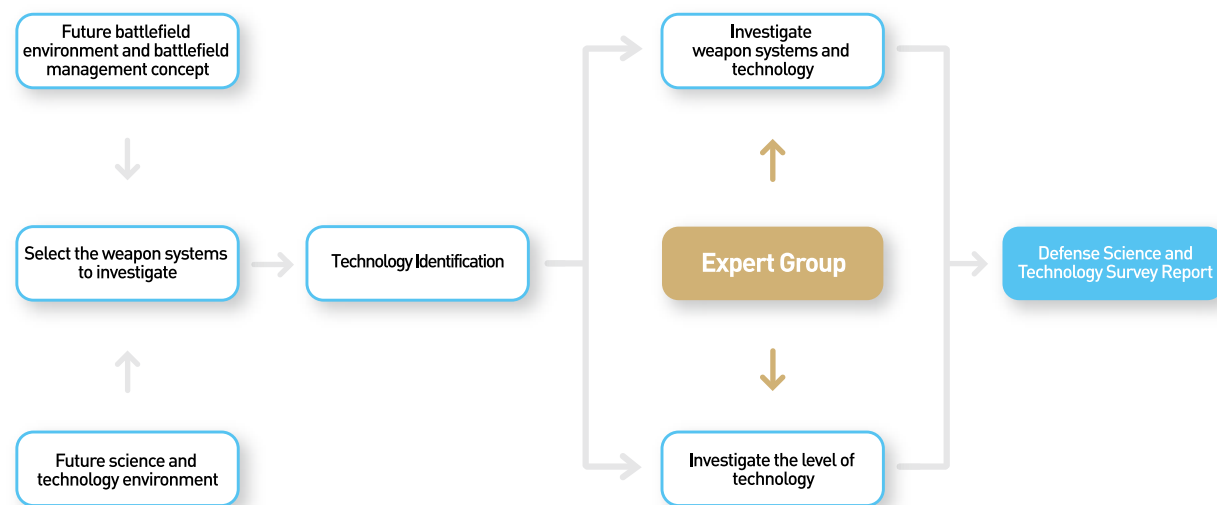 Future battlefield
environment and battlefield
management concept
Select the weapon systems
to investigate
Future science and
technology environment
Technology Identification
Investigate
weapon systems and
technology
Expert Group
Investigate the level of
technology
Defense Science and
Technology Survey Report